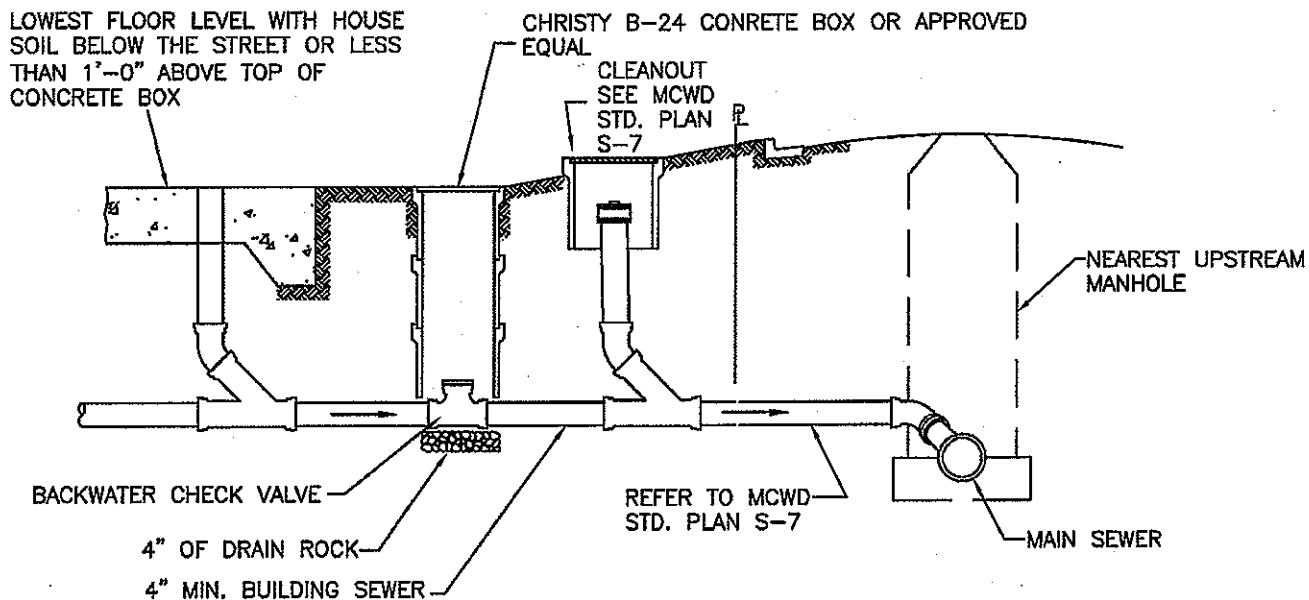 LOWEST FLOOR LEVEL WITH HOUSE
SOIL BELOW THE STREET OR LESS
THAN 1'-0" ABOVE TOP OF
CONCRETE BOX
CHRISTY B-24 CONRETE BOX OR APPROVED
EQUAL
CLEANOUT
SEE MCWD
STD. PLAN
S-7
PL
NEAREST UPSTREAM
MANHOLE
BACKWATER CHECK VALVE
4" OF DRAIN ROCK
4" MIN. BUILDING SEWER
REFER TO MCWD
STD. PLAN S-7
MAIN SEWER